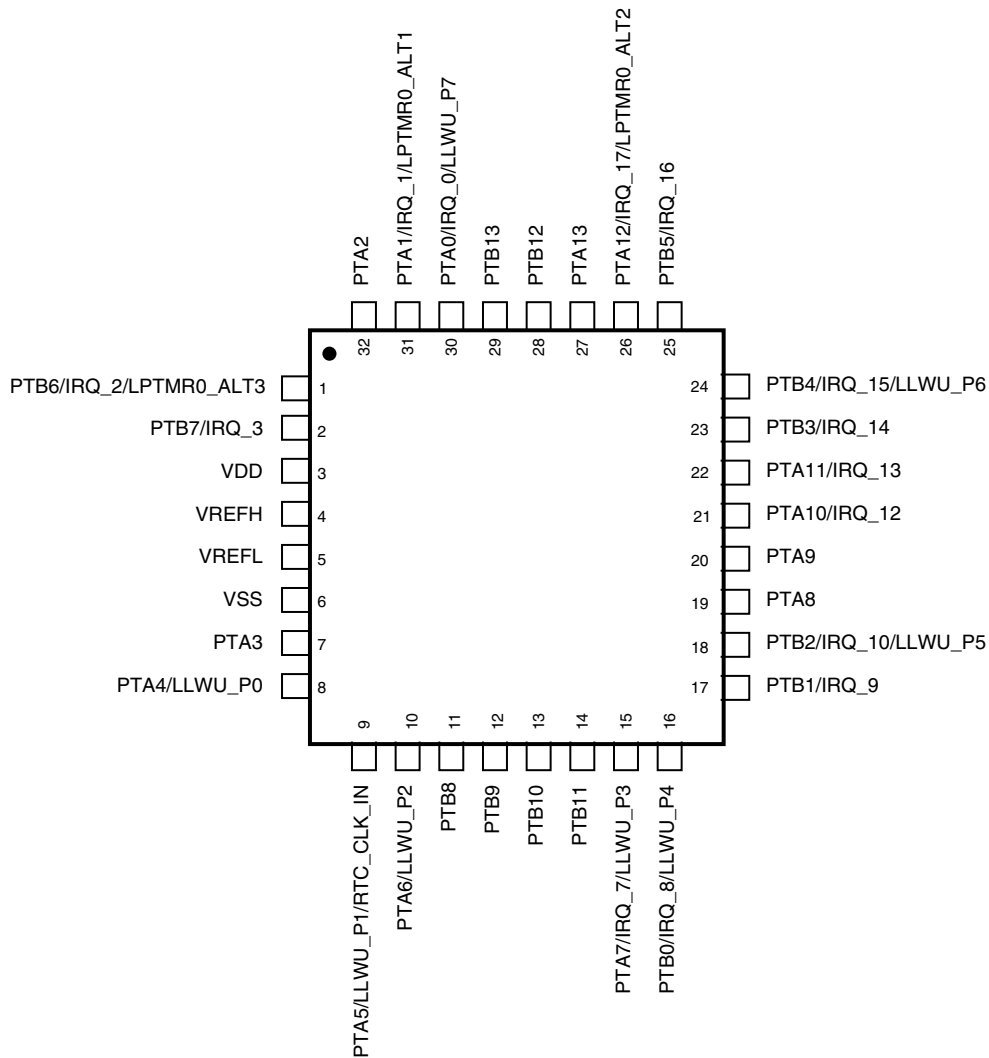 PTA2
PTA1/IRQ_1/LPTMR0_ALT1
PTA0/IRQ_0/LLWU_P7
PTB13
PTB12
PTA13
PTA12/IRQ_17/LPTMR0_ALT2
PTB5/IRQ_16
32
31
30
29
28
27
26
25
PTB6/IRQ_2/LPTMR0_ALT3
1
PTB7/IRQ_3
2
VDD
3
VREFH
4
VREFL
5
VSS
6
PTA3
7
PTA4/LLWU_P0
8
24
PTB4/IRQ_15/LLWU_P6
23
PTB3/IRQ_14
22
PTA11/IRQ_13
21
PTA10/IRQ_12
20
PTA9
19
PTA8
18
PTB2/IRQ_10/LLWU_P5
17
PTB1/IRQ_9
9
10
11
12
13
14
15
16
PTA5/LLWU_P1/RTC_CLK_IN
PTA6/LLWU_P2
PTB8
PTB9
PTB10
PTB11
PTA7/IRQ_7/LLWU_P3
PTB0/IRQ_8/LLWU_P4